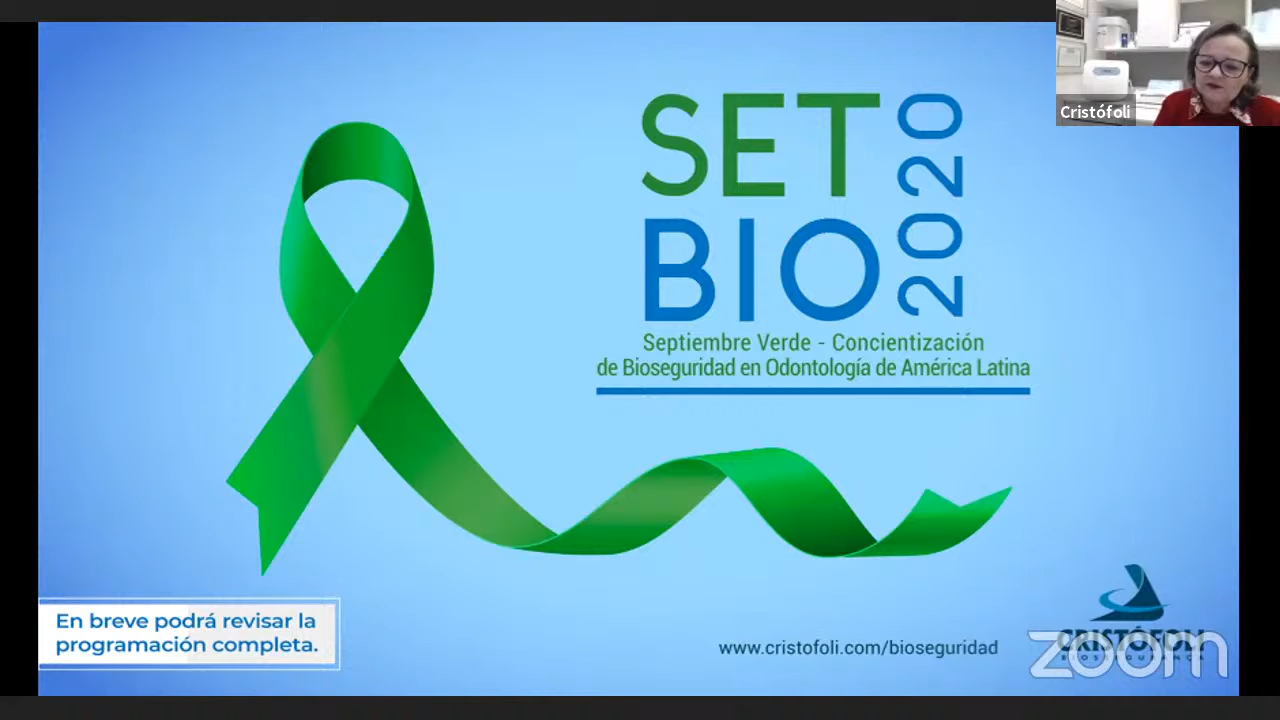 SET
BIO
2020
Septiembre Verde - Concientización
de Bioseguridad en Odontología de América Latina
Cristófoli
En breve podrá revisar la
programación completa.
www.cristofoli.com/bioseguridad
CRISTÓFOLI
zoom